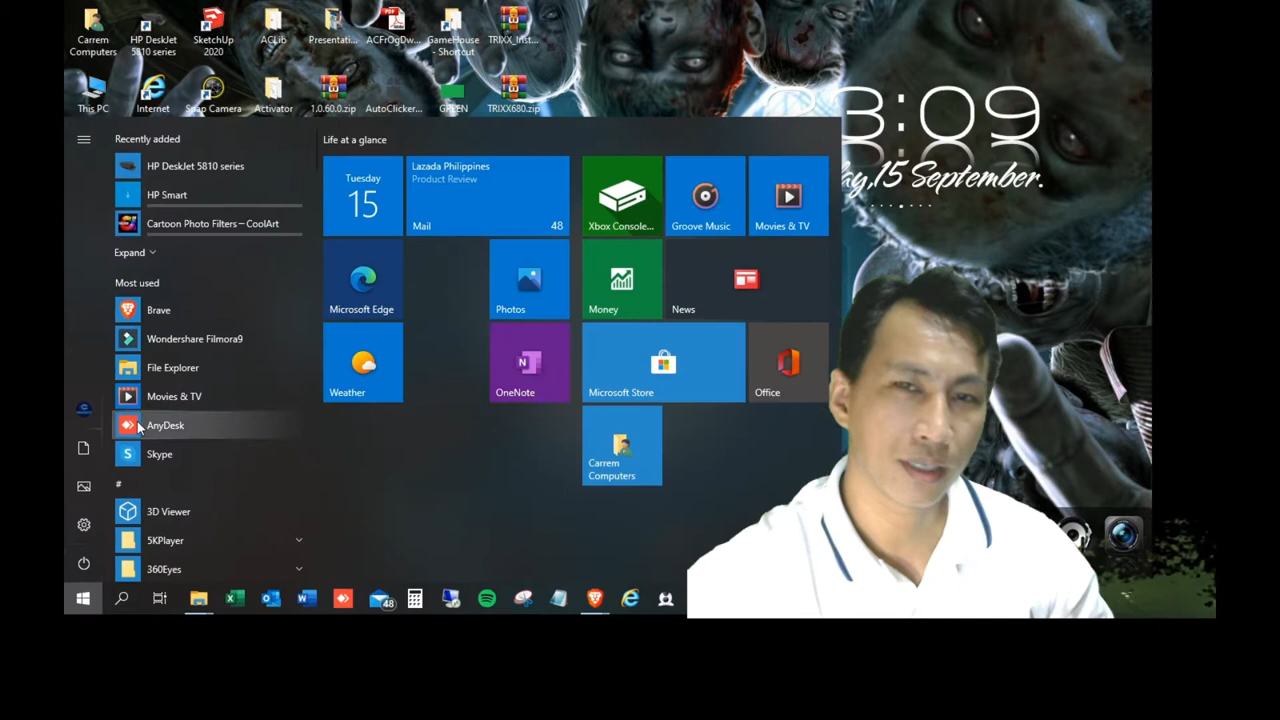 Carrem
Computers
HP DeskJet
5810 series
SketchUp
2020
ACLib
Presentati...
ACFrOgDw...
GameHouse
- Shortcut
TRIXX_Inst...
This PC
Internet
Snap Camera
Activator
1.0.60.0.zip
AutoClicker...
GREEN
TRIXX680.zip
3:09
ay,15 September.
Recently added
HP DeskJet 5810 series
HP Smart
Cartoon Photo Filters—CoolArt
Expand
Most used
Brave
Wondershare Filmora9
File Explorer
Movies & TV
AnyDesk
Skype
#
3D Viewer
5KPlayer
360Eyes
Life at a glance
Tuesday
15
Lazada Philippines
Product Review
Mail
48
Xbox Console...
Groove Music
Movies & TV
Microsoft Edge
Photos
Money
News
Weather
OneNote
Microsoft Store
Office
Carrem
Computers
48